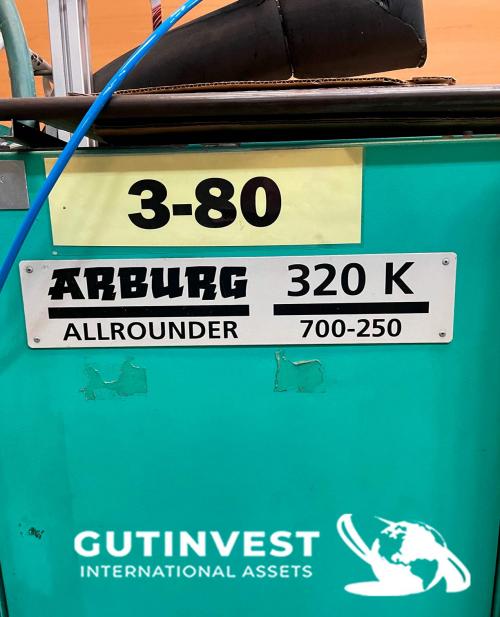 3-80
ARBURG
ALLROUNDER
320 K
700-250
GUTINVEST
INTERNATIONAL ASSETS